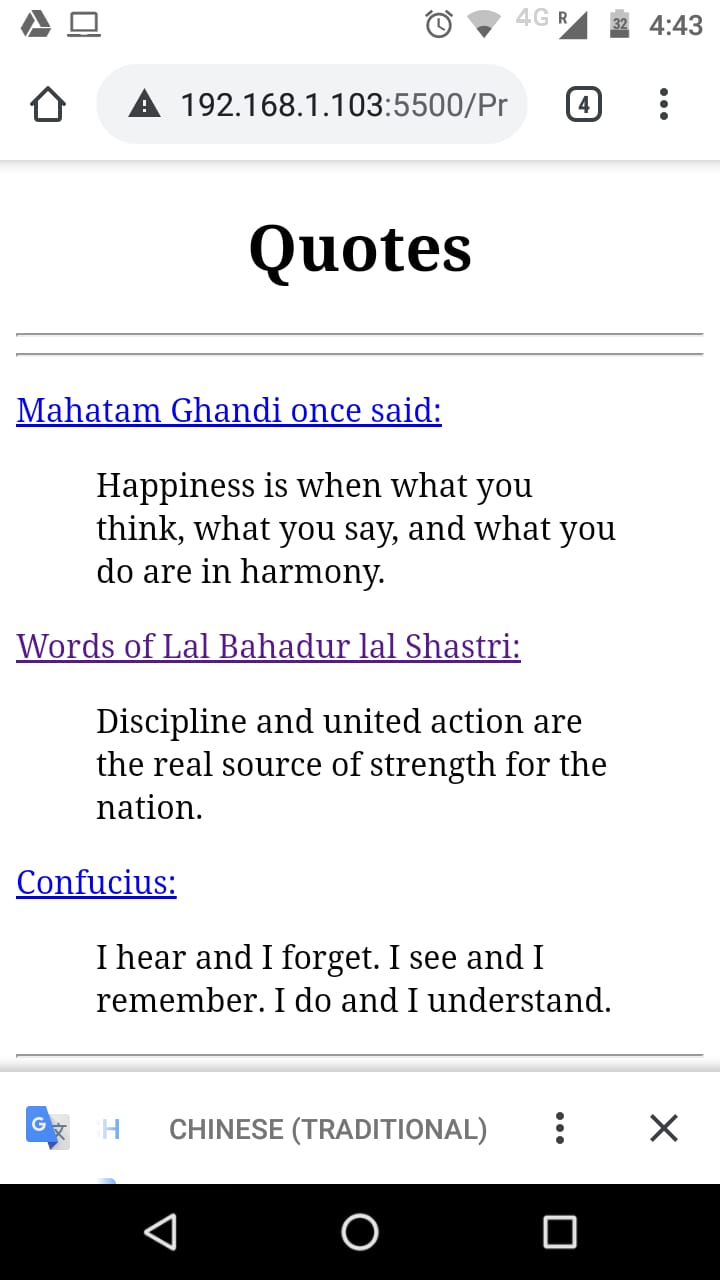 4G R 32 4:43
192.168.1.103:5500/Pr 4
Quotes
Mahatam Ghandi once said:
Happiness is when what you
think, what you say, and what you
do are in harmony.
Words of Lal Bahadur lal Shastri:
Discipline and united action are
the real source of strength for the
nation.
Confucius:
I hear and I forget. I see and I
remember. I do and I understand.
G 文 H CHINESE (TRADITIONAL)